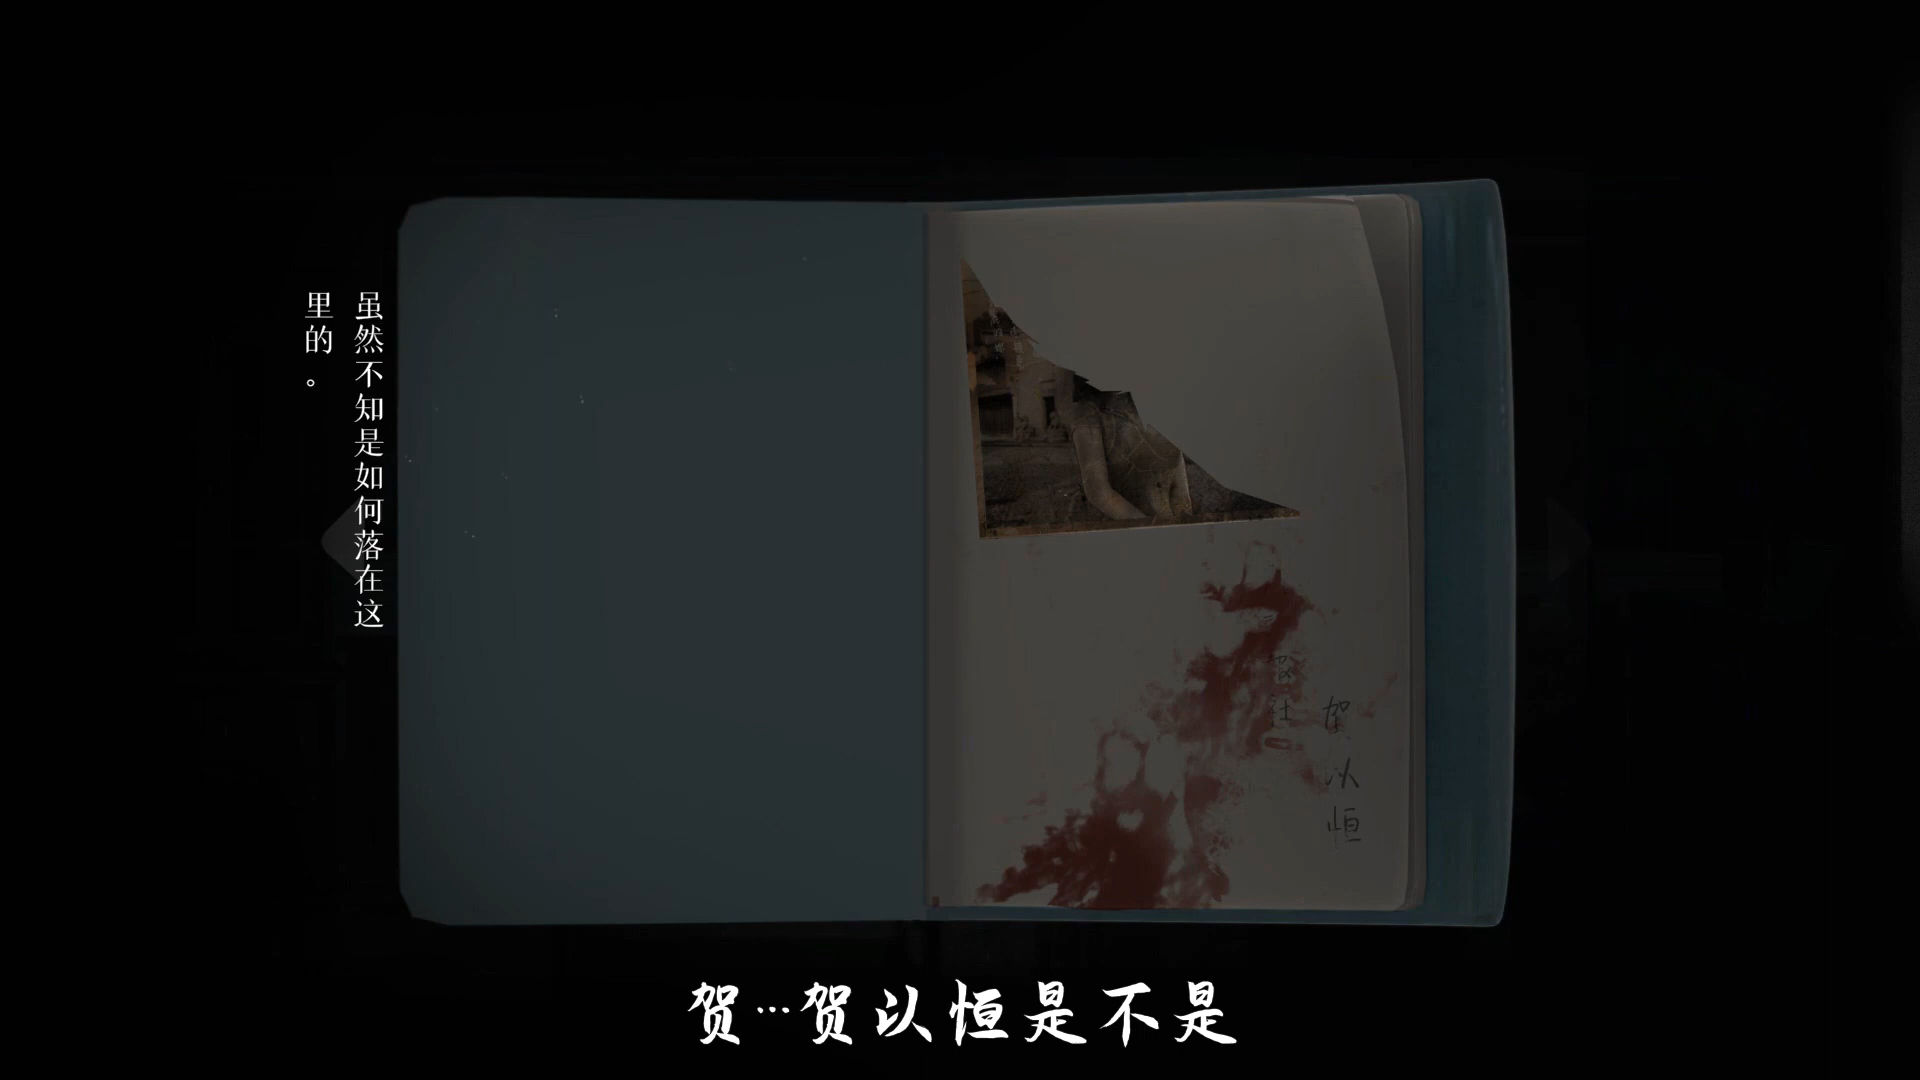 虽然不知是如何落在这
里的。
贺以恒
贺…贺以恒是不是